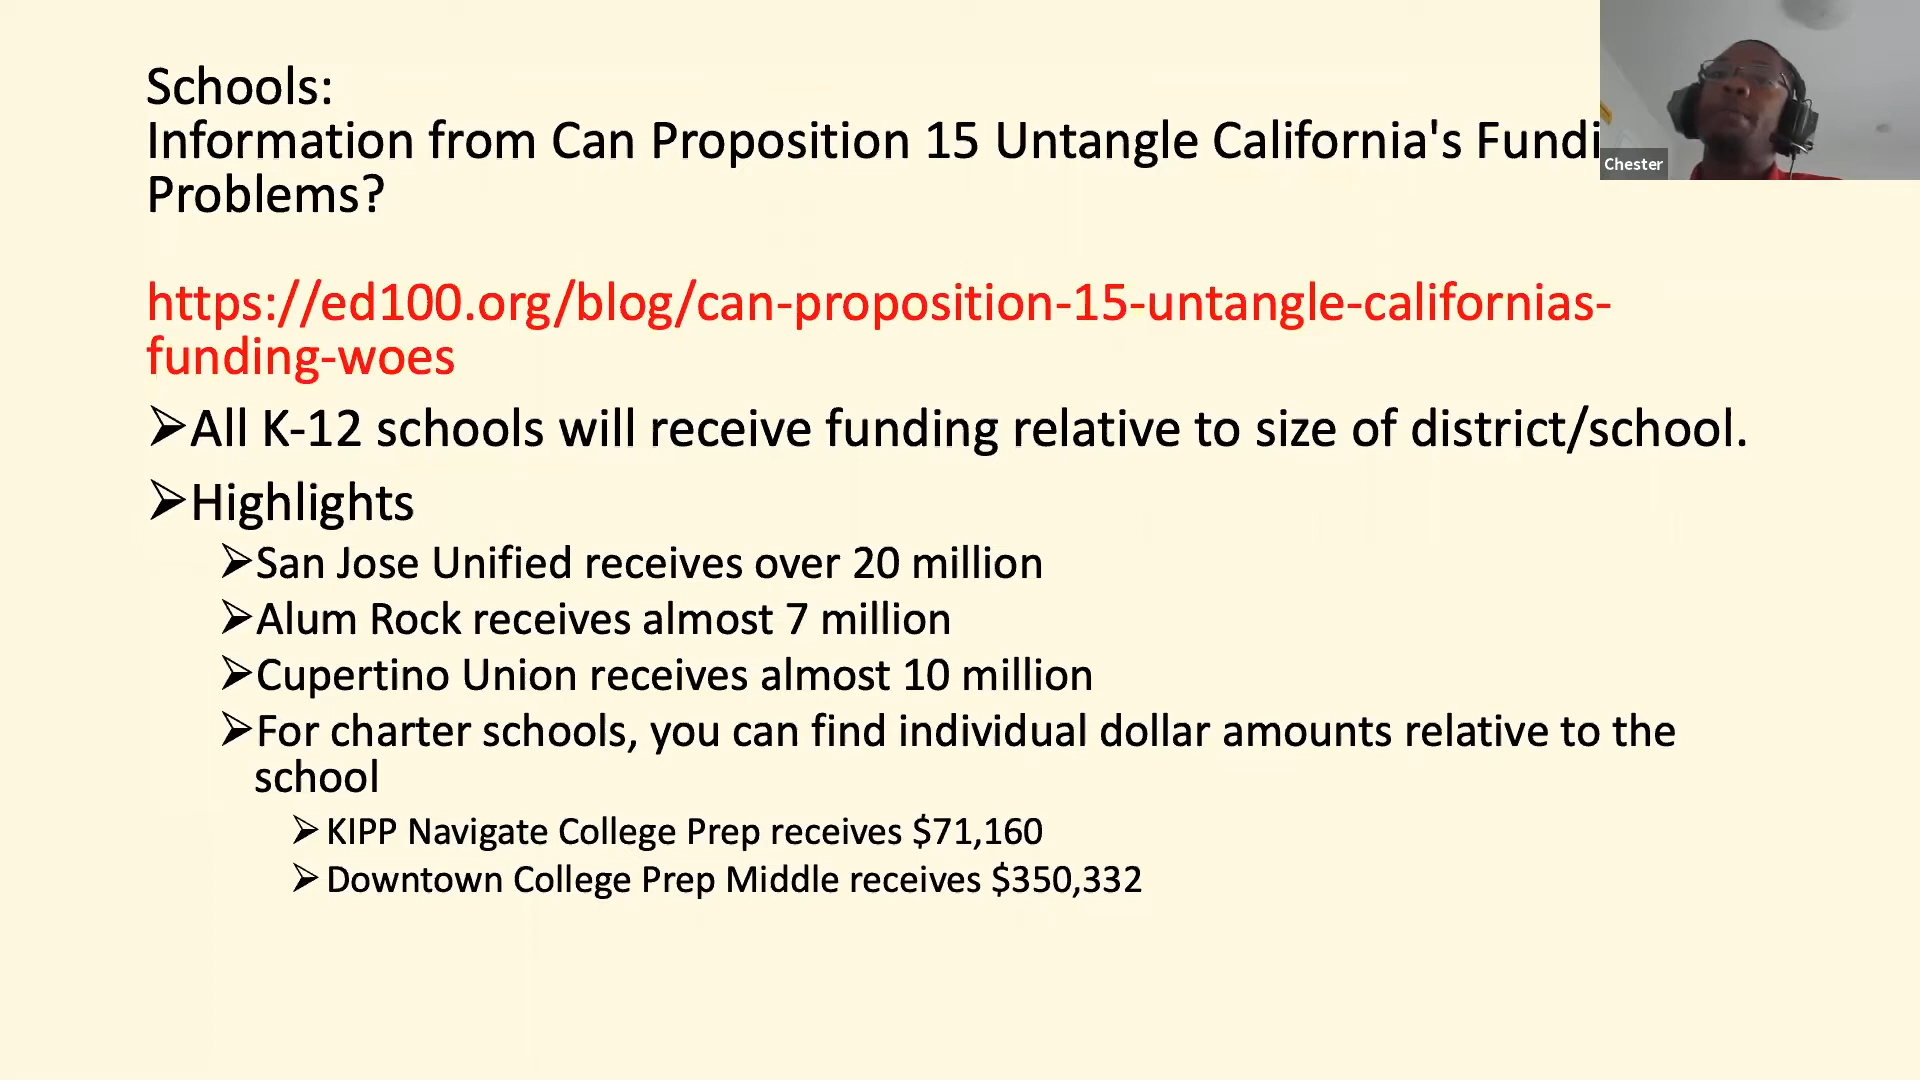 Schools:
Information from Can Proposition 15 Untangle California's Fundi
Problems?
Chester
https://ed100.org/blog/can-proposition-15-untangle-californias-
funding-woes
➢All K-12 schools will receive funding relative to size of district/school.
➢Highlights
➢San Jose Unified receives over 20 million
➢Alum Rock receives almost 7 million
➢Cupertino Union receives almost 10 million
➢For charter schools, you can find individual dollar amounts relative to the
school
➢KIPP Navigate College Prep receives $71,160
➢Downtown College Prep Middle receives $350,332